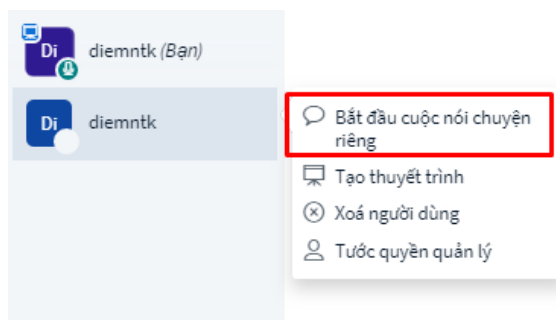 Di diemntk (Bạn)
Di diemntk
Bắt đầu cuộc nói chuyện
riêng
Tạo thuyết trình
Xoá người dùng
Tước quyền quản lý